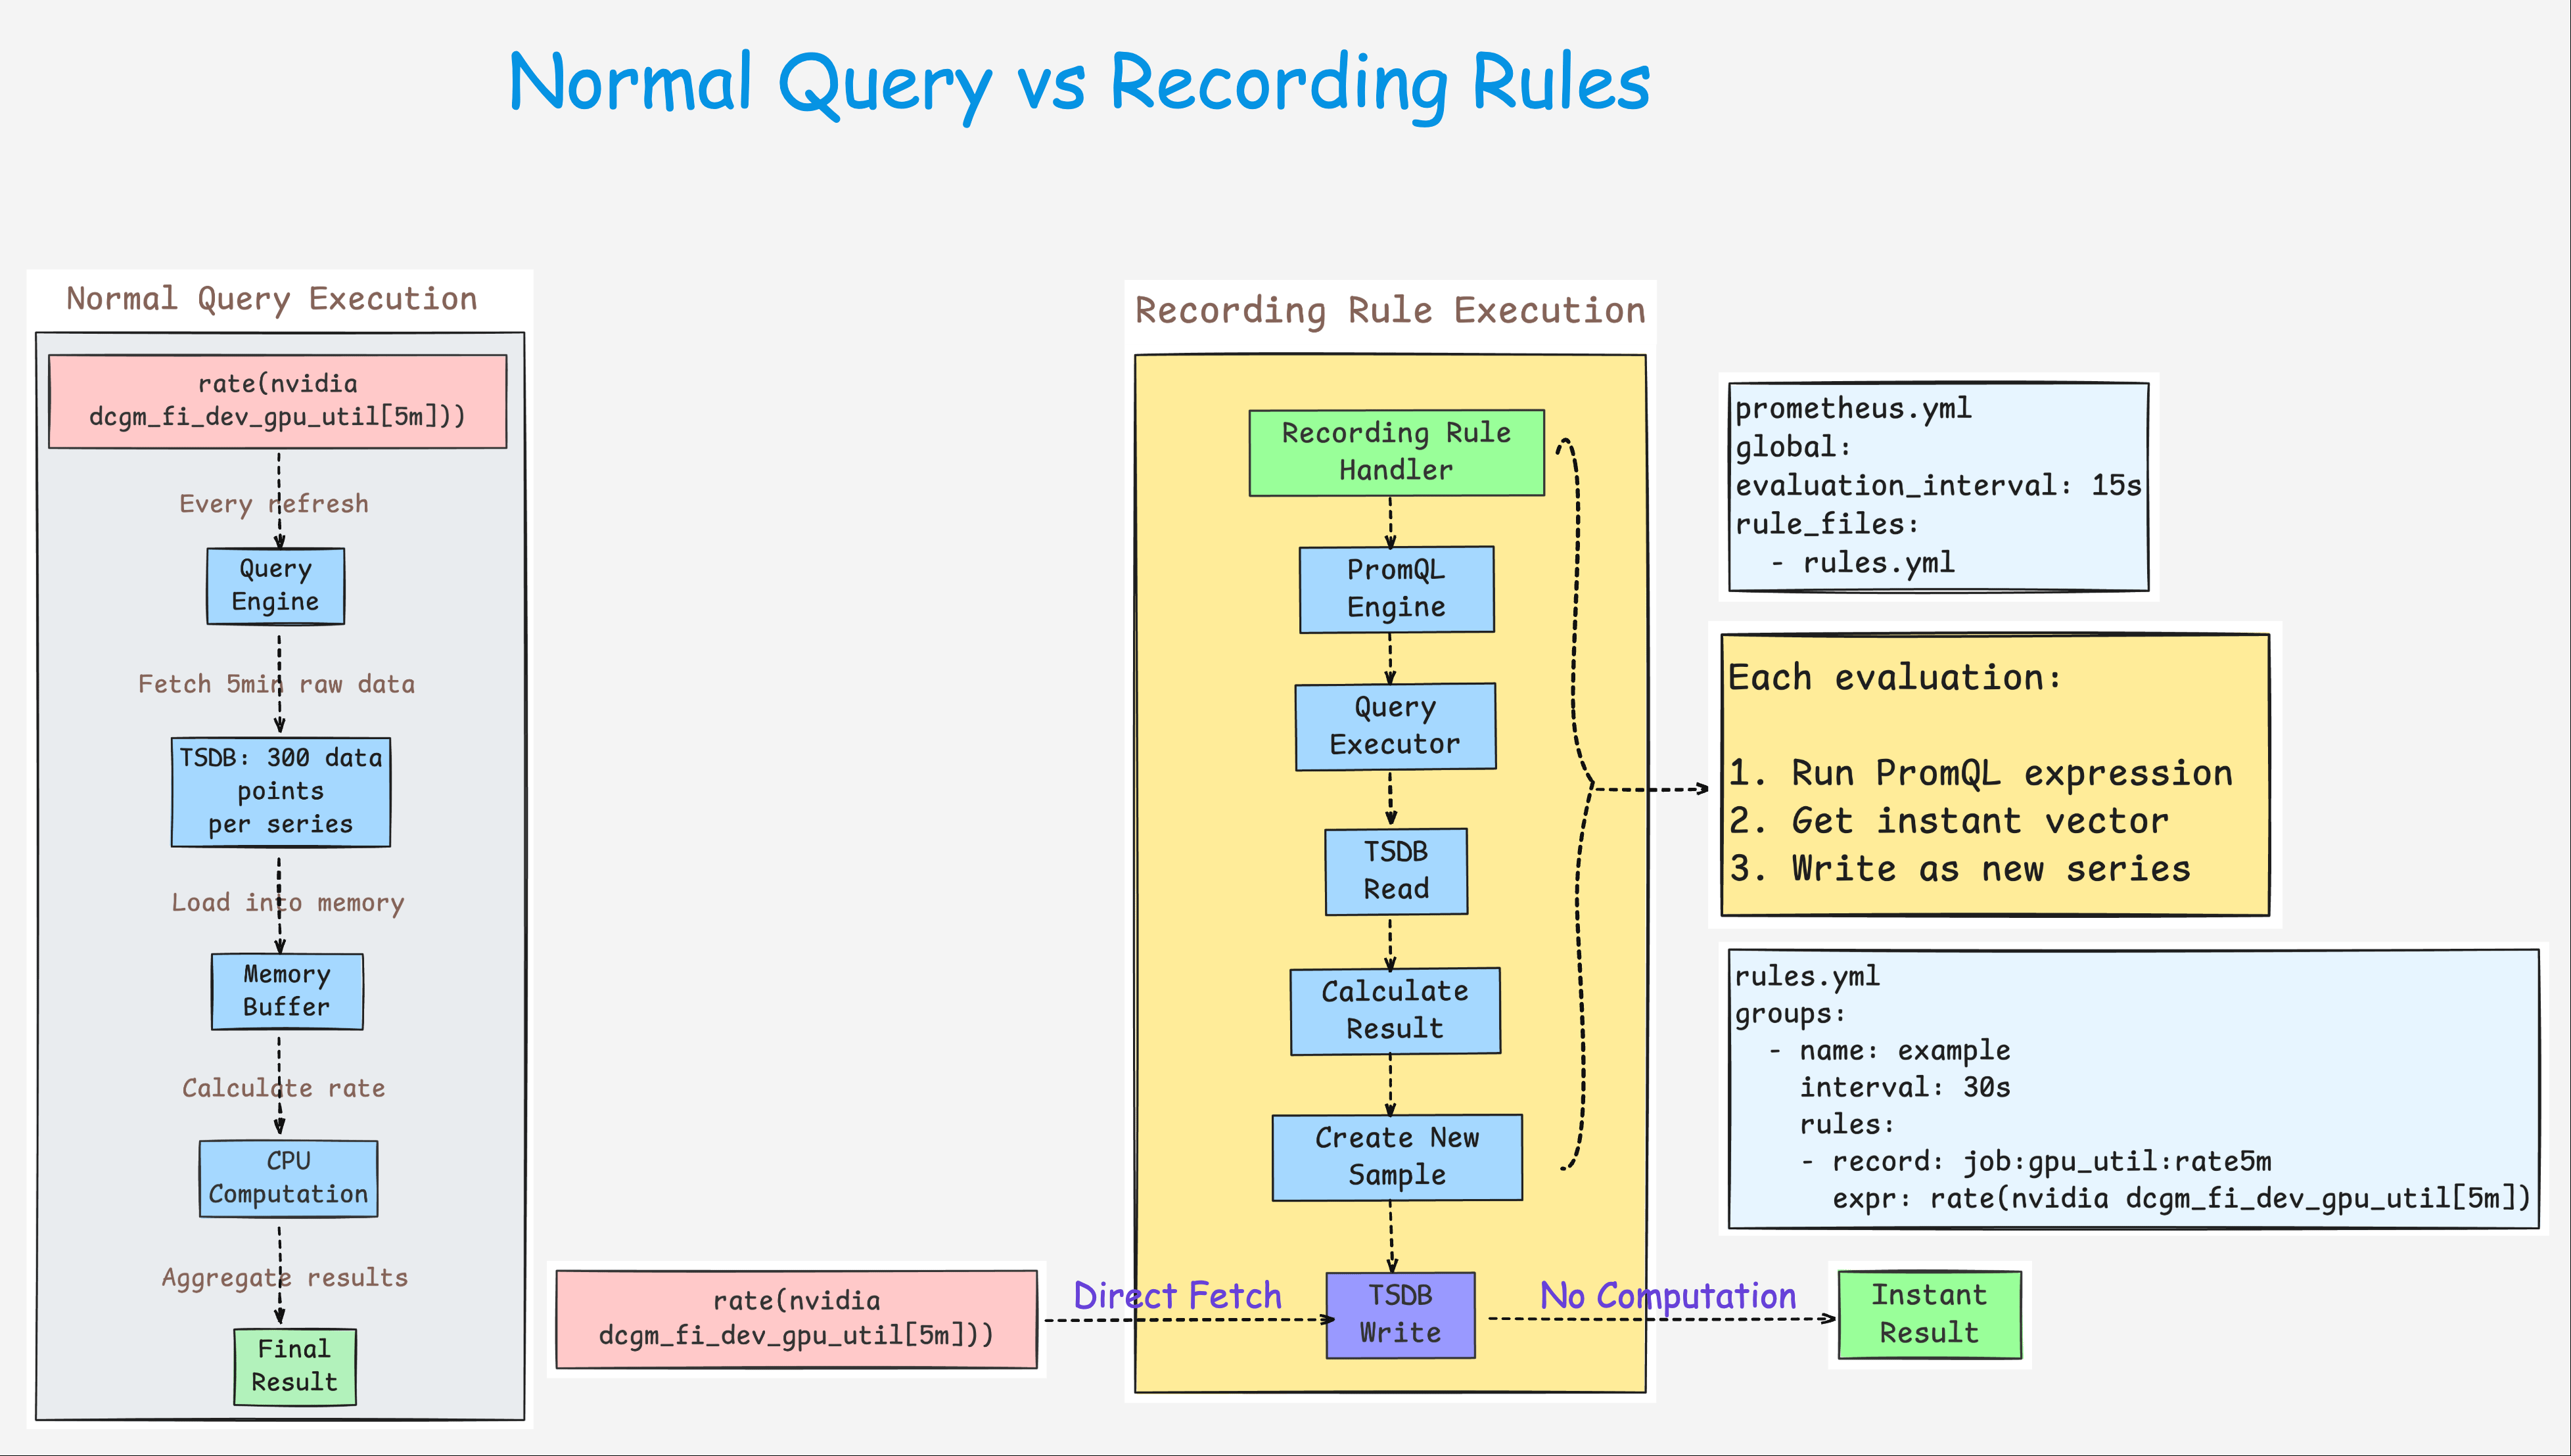 Normal Query vs Recording Rules
Normal Query Execution
rate(nvidia
dcgm_fi_dev_gpu_util[5m]))
Every refresh
Query
Engine
Fetch 5min raw data
TSDB: 300 data
points
per series
Load into memory
Memory
Buffer
Calculate rate
CPU
Computation
Aggregate results
Final
Result
rate(nvidia
dcgm_fi_dev_gpu_util[5m]))
Direct Fetch
Recording Rule Execution
Recording Rule
Handler
PromQL
Engine
Query
Executor
TSDB
Read
Calculate
Result
Create New
Sample
TSDB
Write
No Computation
Instant
Result
prometheus.yml
global:
evaluation_interval: 15s
rule_files:
  - rules.yml
Each evaluation:
1. Run PromQL expression
2. Get instant vector
3. Write as new series
rules.yml
groups:
  - name: example
    interval: 30s
    rules:
    - record: job:gpu_util:rate5m
      expr: rate(nvidia dcgm_fi_dev_gpu_util[5m])